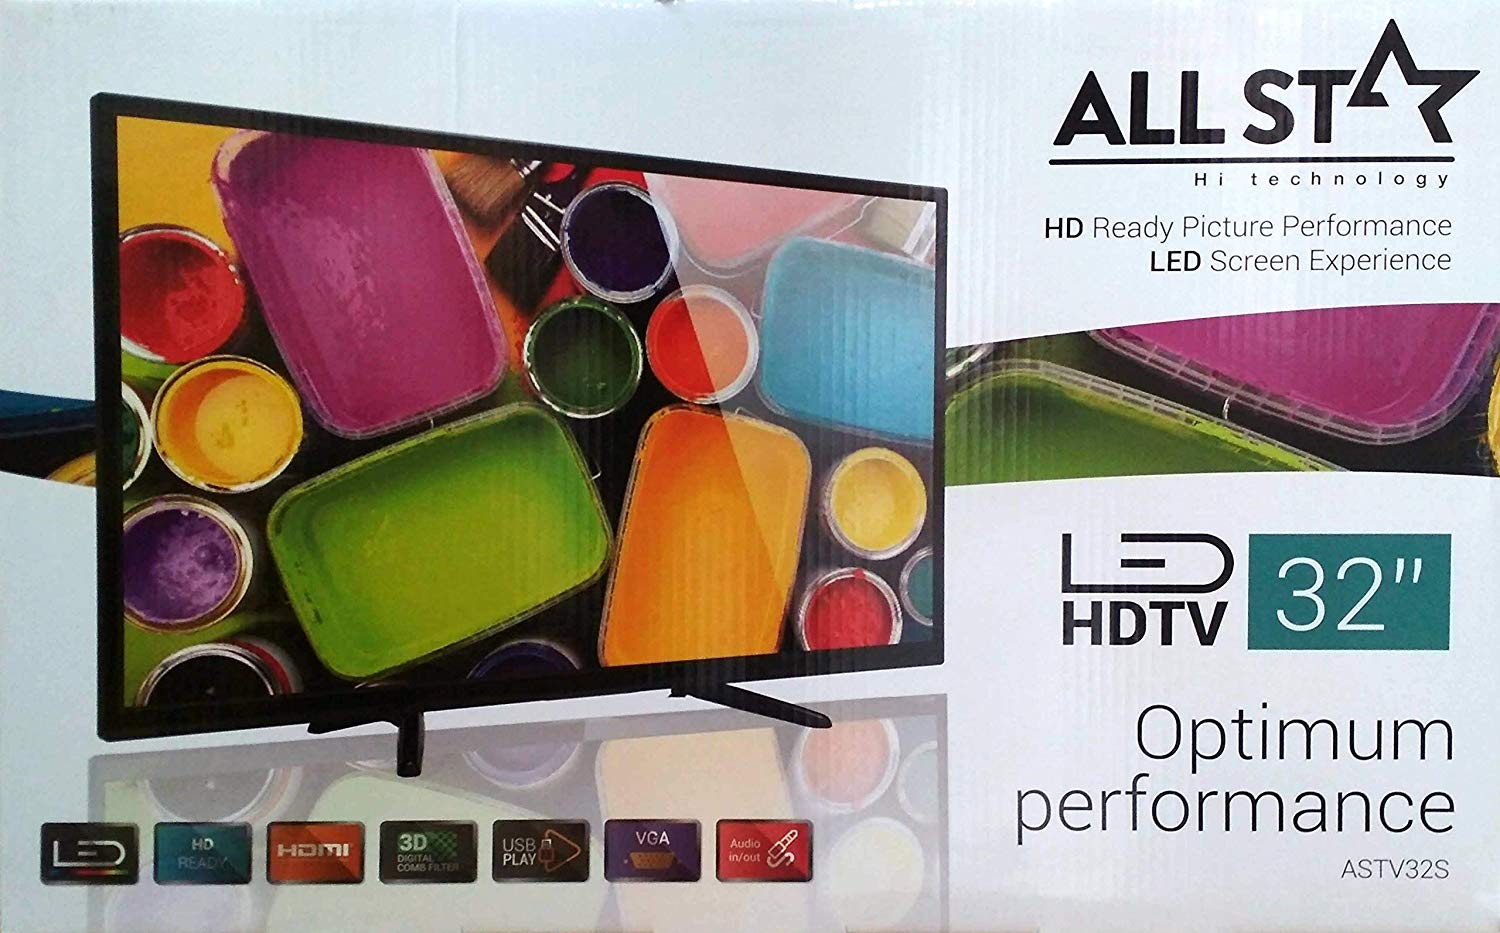 ALL STAR
Hi technology
HD Ready Picture Performance
LED Screen Experience
LED
HDTV
32"
Optimum
performance
ASTV32S
LED
HD
READY
HDMI
3D
DIGITAL
COMB FILTER
USB
PLAY
VGA
Audio
in/out